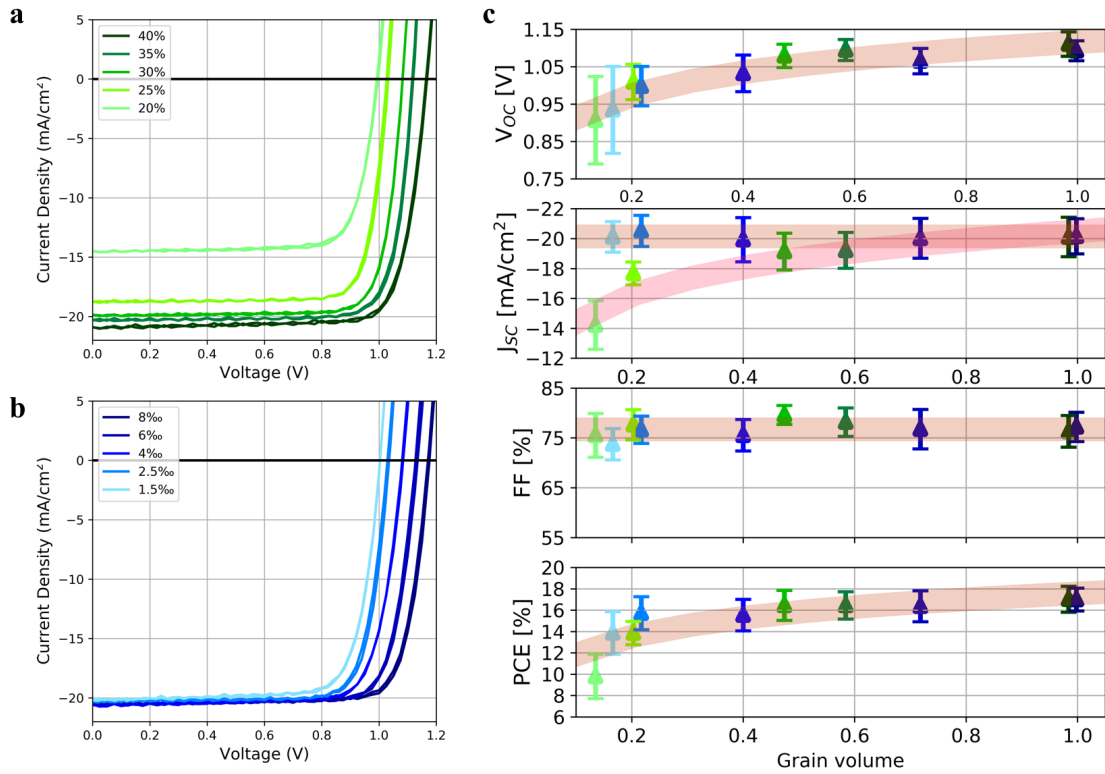 a
5
0
−5
−10
−15
−20
Current Density (mA/cm²)
40%
35%
30%
25%
20%
0.0 0.2 0.4 0.6 0.8 1.0 1.2
Voltage (V)
b
5
0
−5
−10
−15
−20
Current Density (mA/cm²)
8‰
6‰
4‰
2.5‰
1.5‰
0.0 0.2 0.4 0.6 0.8 1.0 1.2
Voltage (V)
c
1.15
1.05
0.95
0.85
0.75
V_OC [V]
0.2 0.4 0.6 0.8 1.0
−22
−20
−18
−16
−14
−12
J_SC [mA/cm²]
0.2 0.4 0.6 0.8 1.0
85
75
65
55
FF [%]
20
18
16
14
12
10
8
6
PCE [%]
0.2 0.4 0.6 0.8 1.0
Grain volume